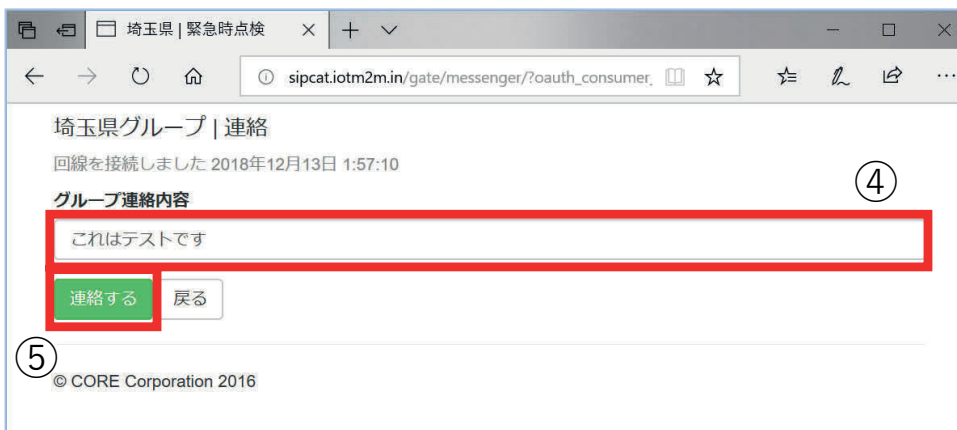 埼玉県 | 緊急時点検
sipcat.iotm2m.in/gate/messenger/?oauth_consumer_
埼玉県グループ | 連絡
回線を接続しました 2018年12月13日 1:57:10
④
グループ連絡内容
これはテストです
連絡する 戻る
⑤
© CORE Corporation 2016